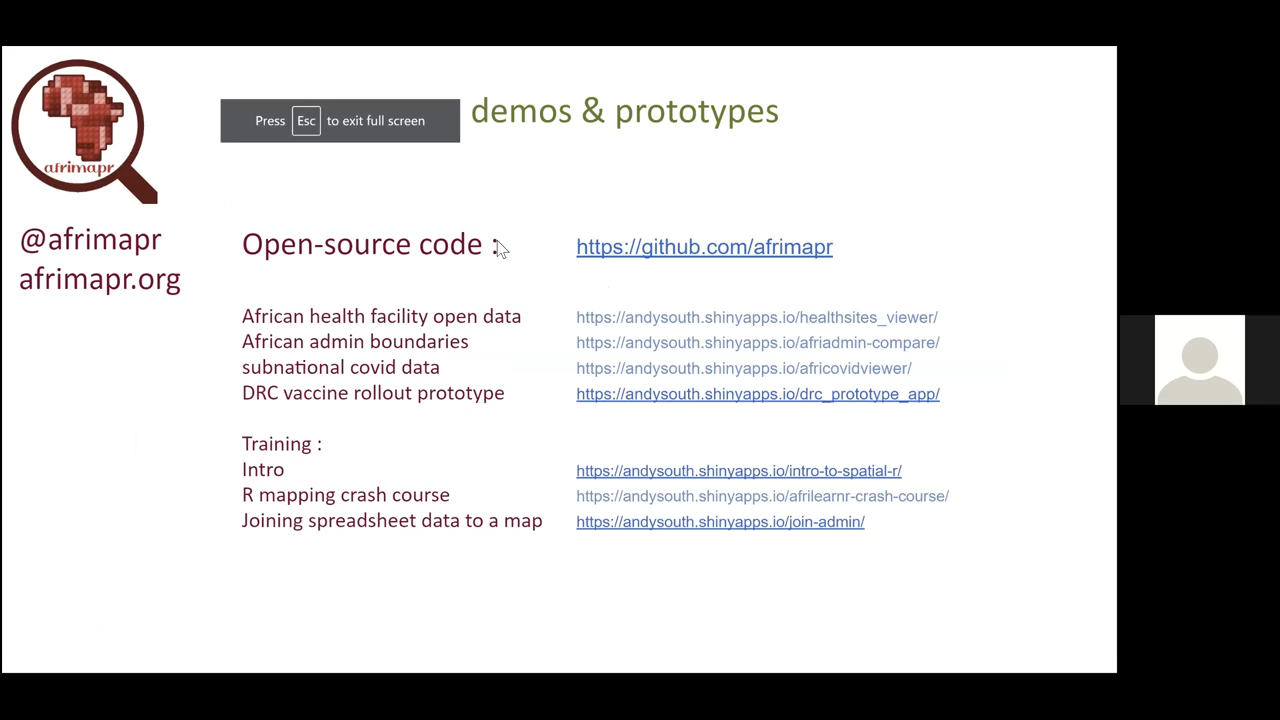 demos & prototypes
Press Esc to exit full screen
afrimapr
@afrimapr
afrimapr.org
Open-source code : https://github.com/afrimapr
African health facility open data https://andysouth.shinyapps.io/healthsites_viewer/
African admin boundaries https://andysouth.shinyapps.io/afriadmin-compare/
subnational covid data https://andysouth.shinyapps.io/africovidviewer/
DRC vaccine rollout prototype https://andysouth.shinyapps.io/drc_prototype_app/
Training :
Intro https://andysouth.shinyapps.io/intro-to-spatial-r/
R mapping crash course https://andysouth.shinyapps.io/afrilearnr-crash-course/
Joining spreadsheet data to a map https://andysouth.shinyapps.io/join-admin/